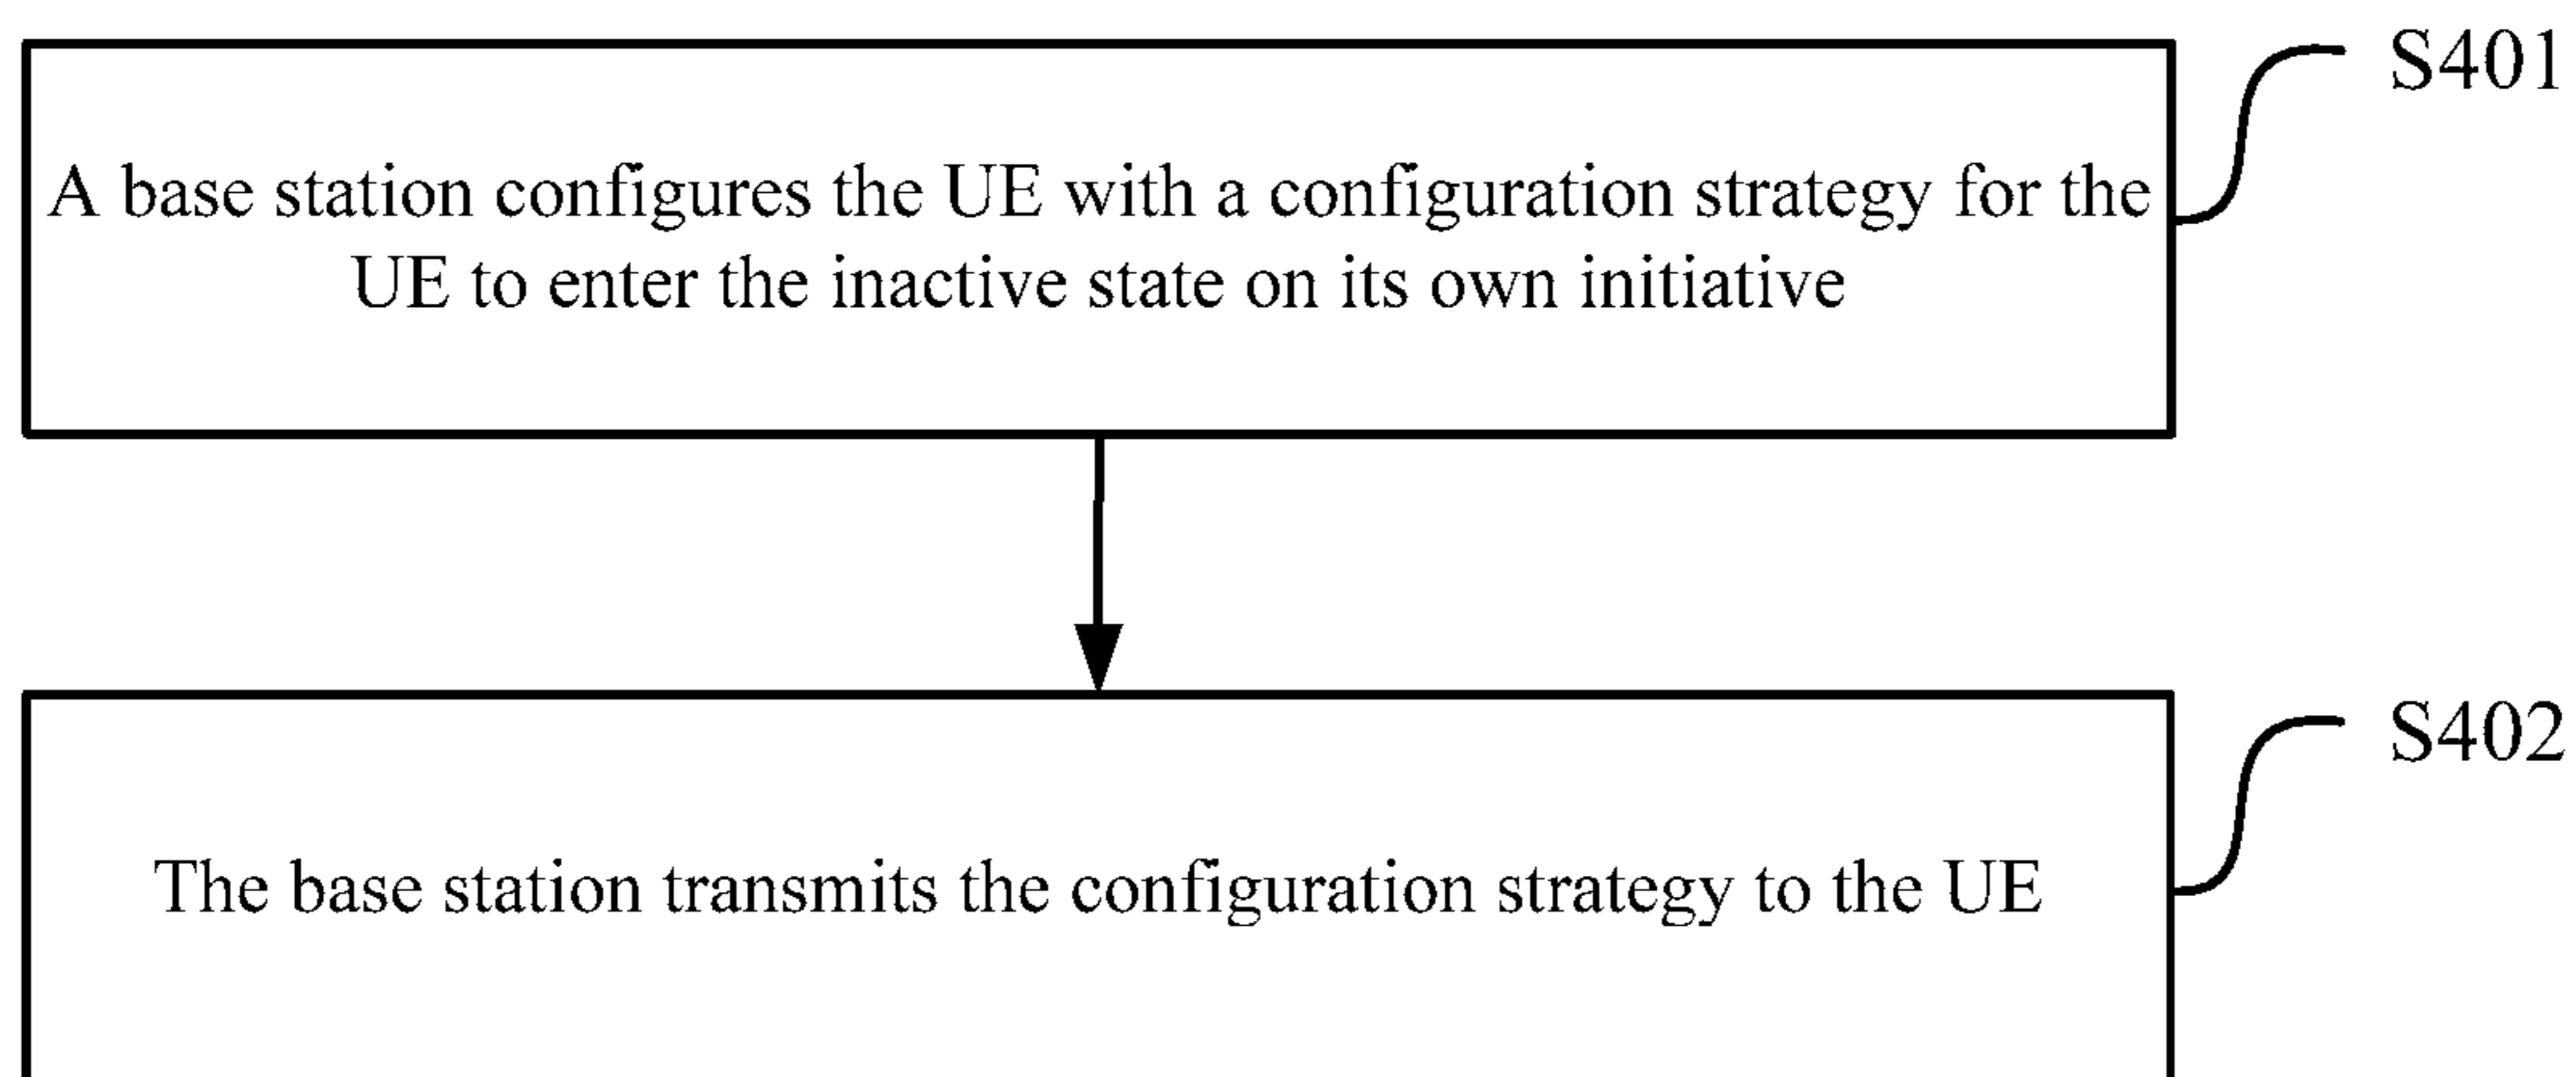 S401
A base station configures the UE with a configuration strategy for the
UE to enter the inactive state on its own initiative
S402
The base station transmits the configuration strategy to the UE